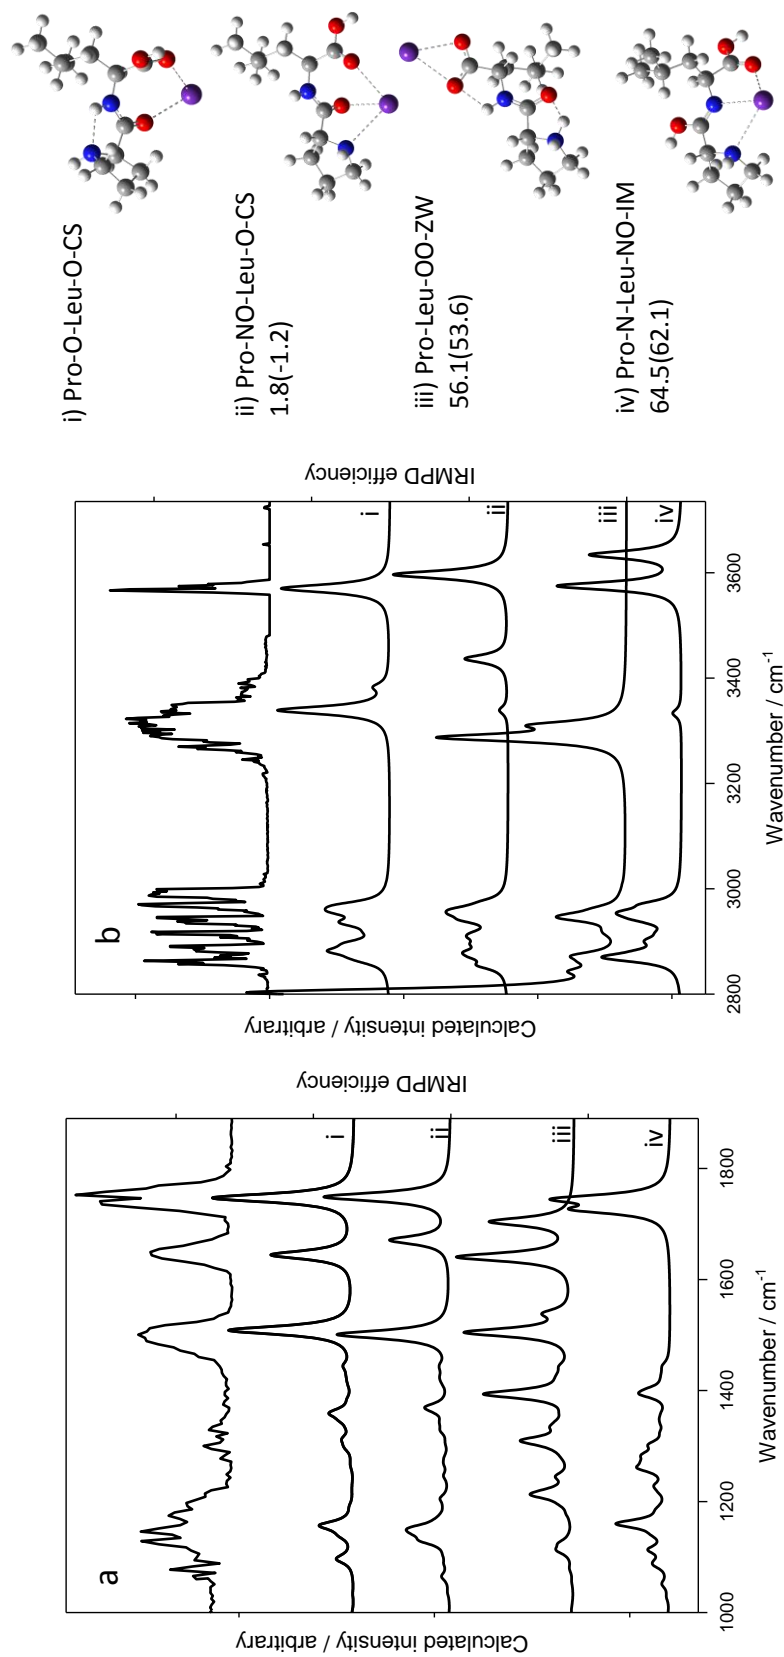 a
IRMPD efficiency
Calculated intensity / arbitrary
i
ii
iii
iv
1000
1200
1400
1600
1800
Wavenumber / cm-1
b
IRMPD efficiency
Calculated intensity / arbitrary
i
ii
iii
iv
2800
3000
3200
3400
3600
Wavenumber / cm-1
i) Pro-O-Leu-O-CS
ii) Pro-NO-Leu-O-CS
1.8(-1.2)
iii) Pro-Leu-OO-ZW
56.1(53.6)
iv) Pro-N-Leu-NO-IM
64.5(62.1)